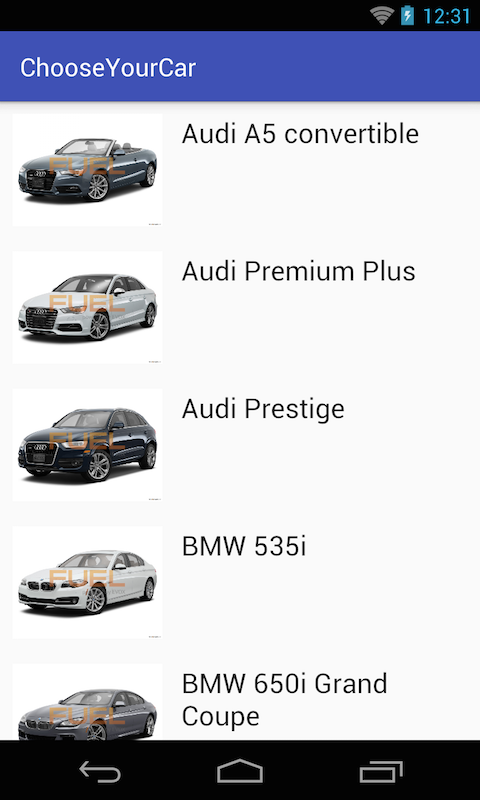 12:31
ChooseYourCar
Audi A5 convertible
FUEL
Audi Premium Plus
FUEL
Audi Prestige
FUEL
BMW 535i
FUEL
BMW 650i Grand
Coupe
FUEL